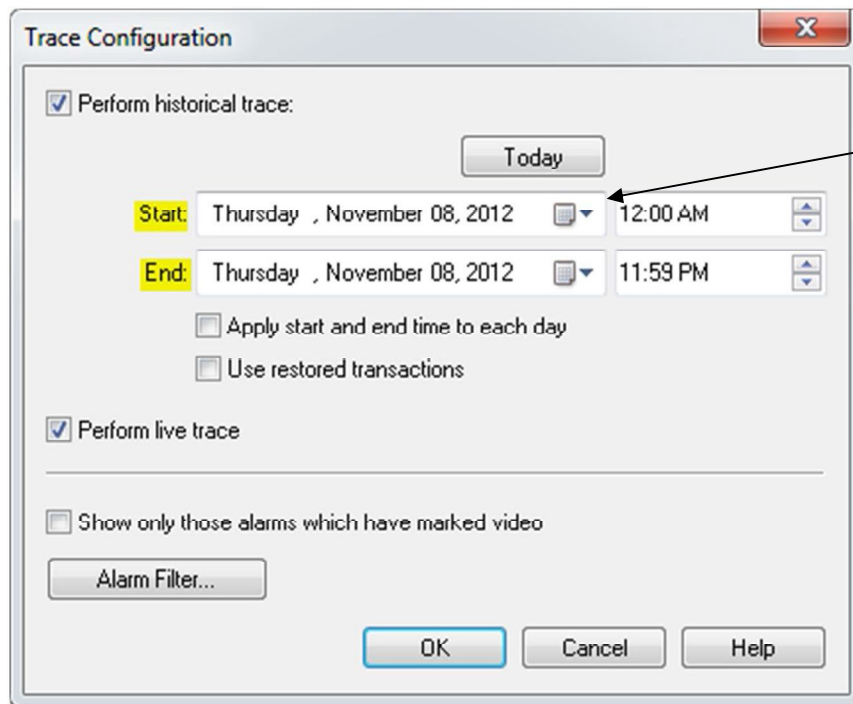 Trace Configuration
Perform historical trace:
Today
Start: Thursday , November 08, 2012 12:00 AM
End: Thursday , November 08, 2012 11:59 PM
Apply start and end time to each day
Use restored transactions
Perform live trace
Show only those alarms which have marked video
Alarm Filter...
OK Cancel Help